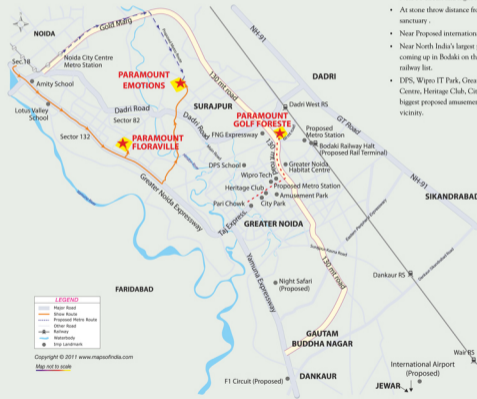 • At stone throw distance fro
sanctuary .
• Near Proposed internationa
• Near North India's largest
coming up in Bodaki on th
railway list.
• DPS, Wipro IT Park, Grea
Centre, Heritage Club, Ci
biggest proposed amuseme
vicinity.
NOIDA
Gold Marg
NH-91
Sec.18
Noida City Centre
Metro Station
Amity School
PARAMOUNT
EMOTIONS
130 mt road
DADRI
Lotus Valley
School
Dadri Road
Sector 82
SURAJPUR
Dadri Road
PARAMOUNT
GOLF FORESTE
Dadri West RS
GT Road
Sector 132
PARAMOUNT
FLORAVILLE
FNG Expressway
130 mt road
Proposed
Metro Station
Bodaki Railway Halt
(Proposed Rail Terminal)
DPS School
Greater Noida
Habitat Centre
Wipro Tech
NH-91
Proposed Metro Station
Heritage Club
Amusement Park
City Park
Pari Chowk
Greater Noida Expressway
Taj Express.
SIKANDRABAD
GREATER NOIDA
Yamuna Expressway
130 mt road
Dankaur RS
FARIDABAD
Night Safari
(Proposed)
LEGEND
Major Road
Show Route
Proposed Metro Route
Other Road
Railway
Waterbody
Imp Landmark
Copyright © 2011 www.mapsofindia.com
Map not to scale
GAUTAM
BUDDHA NAGAR
Wair RS
International Airport
(Proposed)
F1 Circuit (Proposed)
DANKAUR
JEWAR